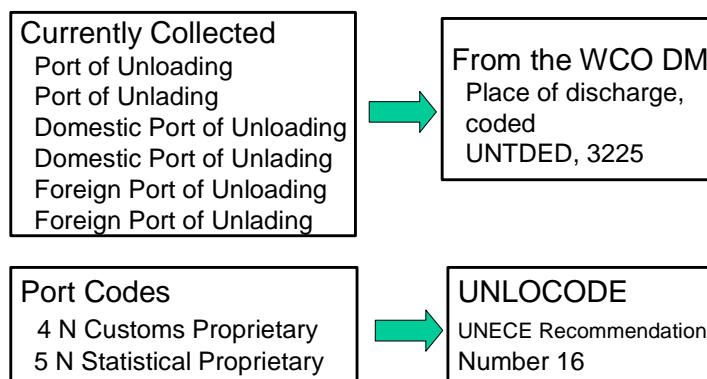 Currently Collected
Port of Unloading
Port of Unlading
Domestic Port of Unloading
Domestic Port of Unlading
Foreign Port of Unloading
Foreign Port of Unlading
From the WCO DM
Place of discharge,
coded
UNTDED, 3225
Port Codes
4 N Customs Proprietary
5 N Statistical Proprietary
UNLOCODE
UNECE Recommendation
Number 16